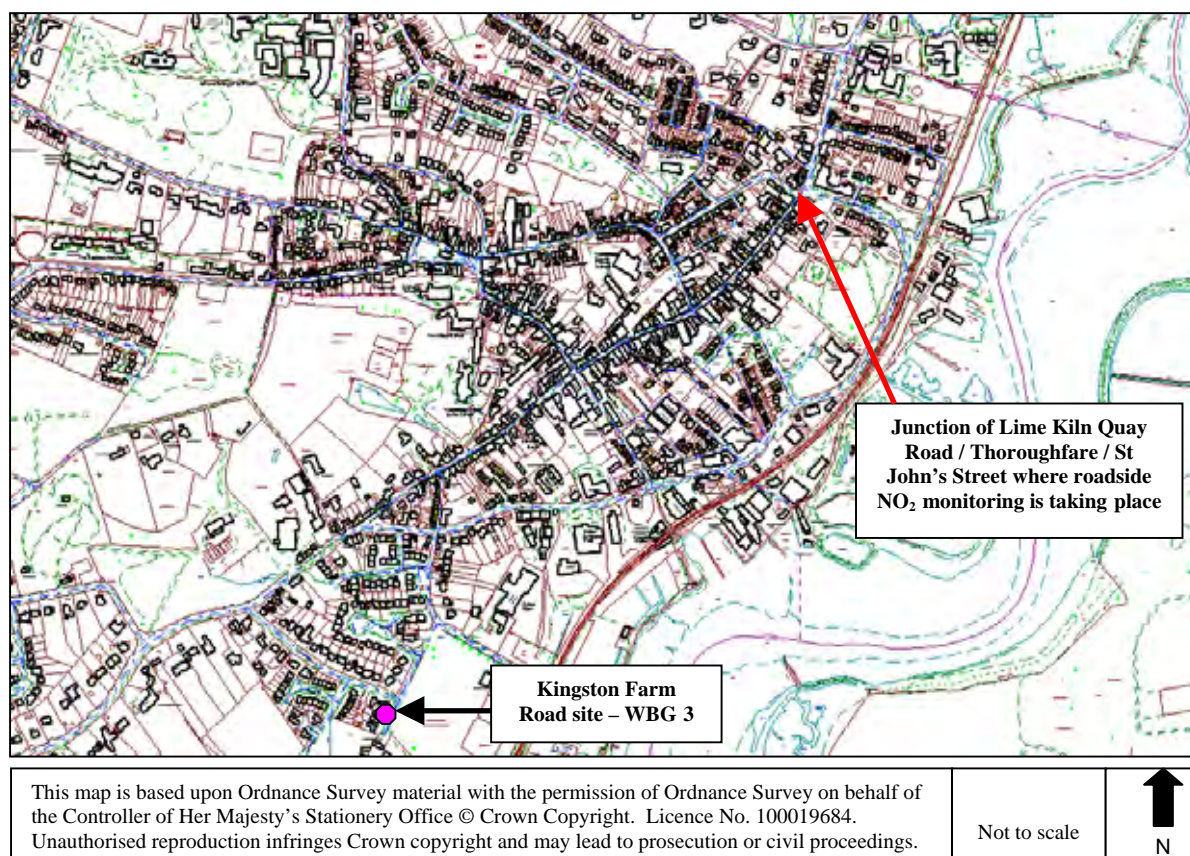 Junction of Lime Kiln Quay
Road / Thoroughfare / St
John’s Street where roadside
NO₂ monitoring is taking place
Kingston Farm
Road site – WBG 3
This map is based upon Ordnance Survey material with the permission of Ordnance Survey on behalf of
the Controller of Her Majesty’s Stationery Office © Crown Copyright. Licence No. 100019684.
Unauthorised reproduction infringes Crown copyright and may lead to prosecution or civil proceedings.
Not to scale
N